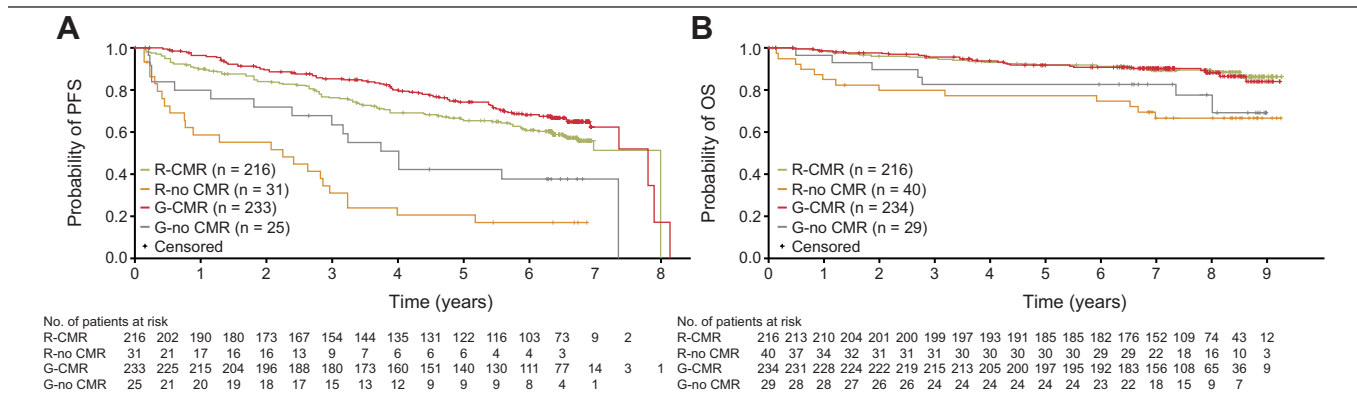 A
Probability of PFS
1.0
0.8
0.6
0.4
0.2
0.0
R-CMR (n = 216)
R-no CMR (n = 31)
G-CMR (n = 233)
G-no CMR (n = 25)
+ Censored
0 1 2 3 4 5 6 7 8
Time (years)
No. of patients at risk
R-CMR 216 202 190 180 173 167 154 144 135 131 122 116 103 73 9 2
R-no CMR 31 21 17 16 16 13 9 7 6 6 6 4 4 3
G-CMR 233 225 215 204 196 188 180 173 160 151 140 130 111 77 14 3 1
G-no CMR 25 21 20 19 18 17 15 13 12 9 9 9 8 4 1
B
Probability of OS
1.0
0.8
0.6
0.4
0.2
0.0
R-CMR (n = 216)
R-no CMR (n = 40)
G-CMR (n = 234)
G-no CMR (n = 29)
+ Censored
0 1 2 3 4 5 6 7 8 9
Time (years)
No. of patients at risk
R-CMR 216 213 210 204 201 200 199 197 193 191 185 185 182 176 152 109 74 43 12
R-no CMR 40 37 34 32 31 31 31 30 30 30 30 30 29 29 22 18 16 10 3
G-CMR 234 231 228 224 222 219 215 213 205 200 197 195 192 183 156 108 65 36 9
G-no CMR 29 28 28 27 26 26 24 24 24 24 24 24 23 22 18 15 9 7